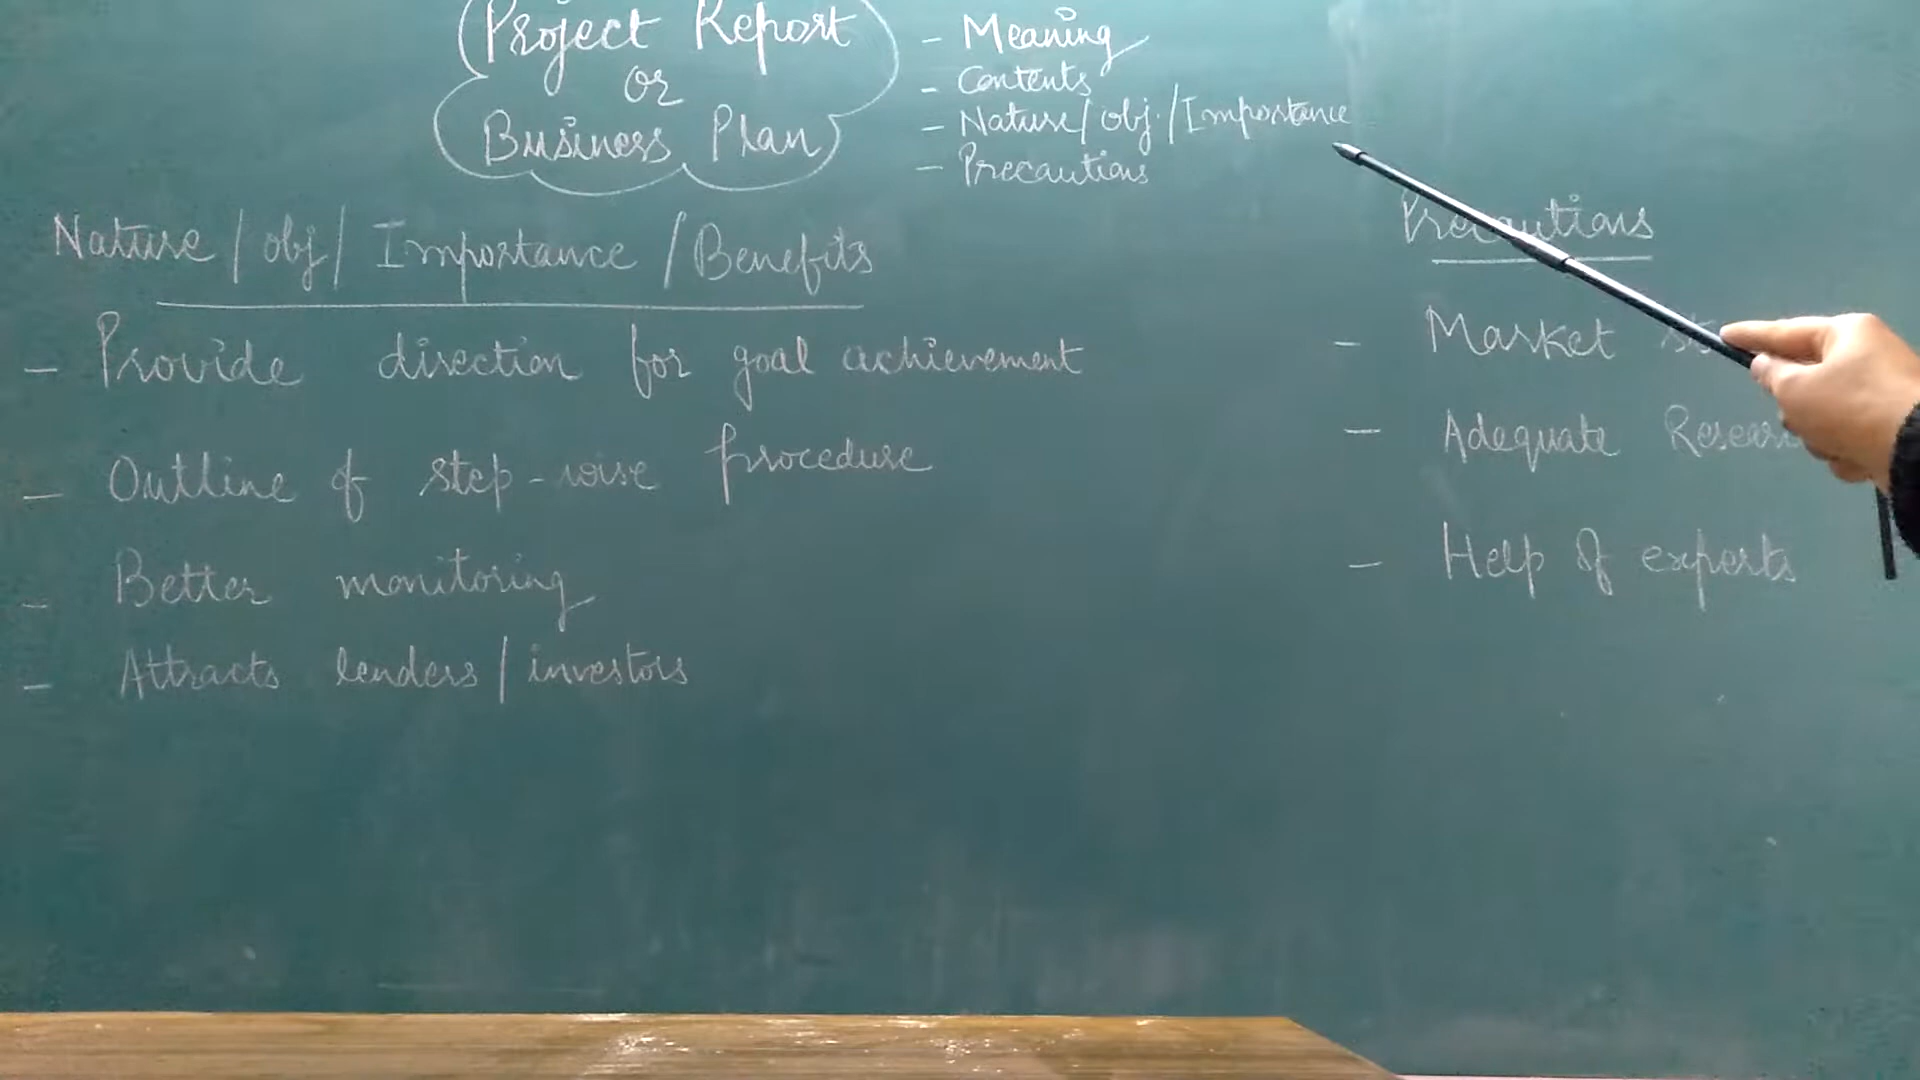 Project Report
or
Business Plan
- Meaning
- Contents
- Nature/obj./Importance
- Precautions
Nature/obj/Importance/Benefits
- Provide direction for goal achievement
- Outline of step-wise procedure
- Better monitoring
- Attracts lenders/investors
Precautions
- Market
- Adequate
- Help of experts